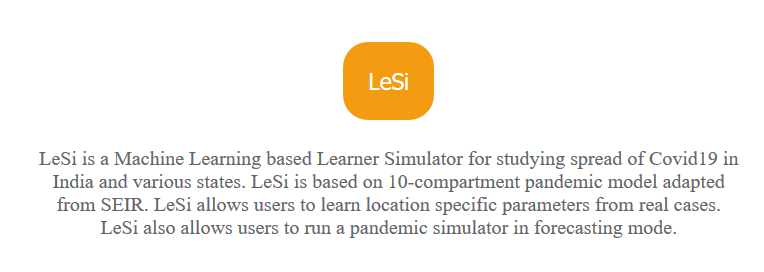 LeSi
LeSi is a Machine Learning based Learner Simulator for studying spread of Covid19 in
India and various states. LeSi is based on 10-compartment pandemic model adapted
from SEIR. LeSi allows users to learn location specific parameters from real cases.
LeSi also allows users to run a pandemic simulator in forecasting mode.